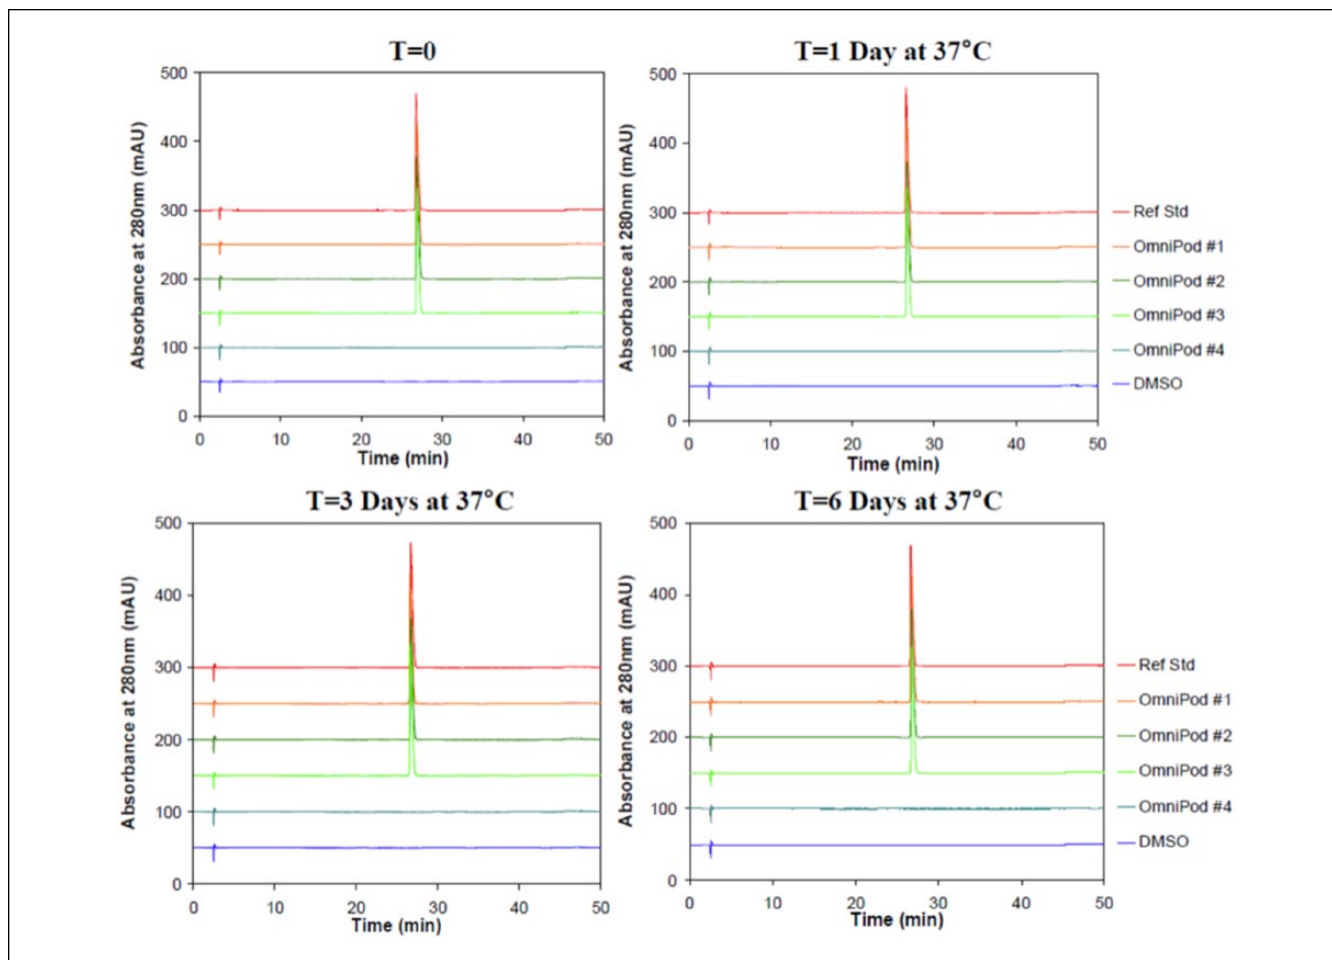 T=0
T=1 Day at 37°C
500
400
300
200
100
0
Absorbance at 280nm (mAU)
0 10 20 30 40 50
Time (min)
500
400
300
200
100
0
Absorbance at 280nm (mAU)
0 10 20 30 40 50
Time (min)
Ref Std
OmniPod #1
OmniPod #2
OmniPod #3
OmniPod #4
DMSO
T=3 Days at 37°C
T=6 Days at 37°C
500
400
300
200
100
0
Absorbance at 280nm (mAU)
0 10 20 30 40 50
Time (min)
500
400
300
200
100
0
Absorbance at 280nm (mAU)
0 10 20 30 40 50
Time (min)
Ref Std
OmniPod #1
OmniPod #2
OmniPod #3
OmniPod #4
DMSO